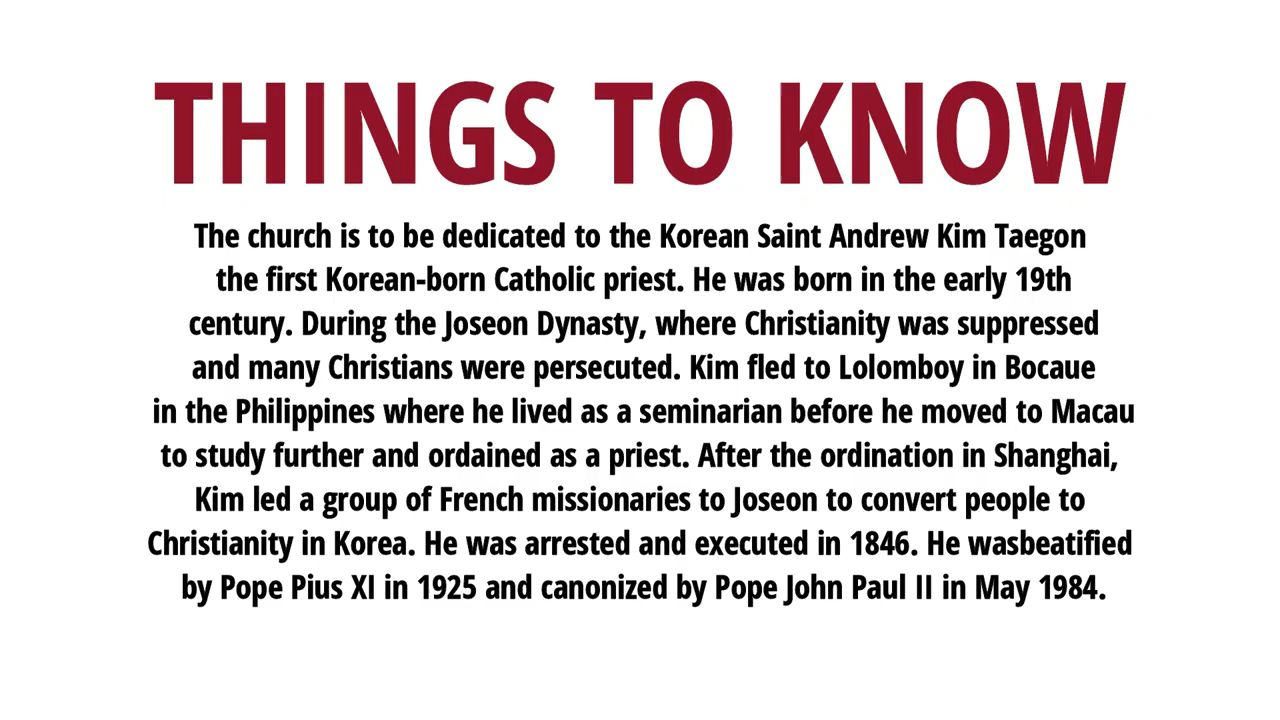 THINGS TO KNOW
The church is to be dedicated to the Korean Saint Andrew Kim Taegon
the first Korean-born Catholic priest. He was born in the early 19th
century. During the Joseon Dynasty, where Christianity was suppressed
and many Christians were persecuted. Kim fled to Lolomboy in Bocaue
in the Philippines where he lived as a seminarian before he moved to Macau
to study further and ordained as a priest. After the ordination in Shanghai,
Kim led a group of French missionaries to Joseon to convert people to
Christianity in Korea. He was arrested and executed in 1846. He wasbeatified
by Pope Pius XI in 1925 and canonized by Pope John Paul II in May 1984.